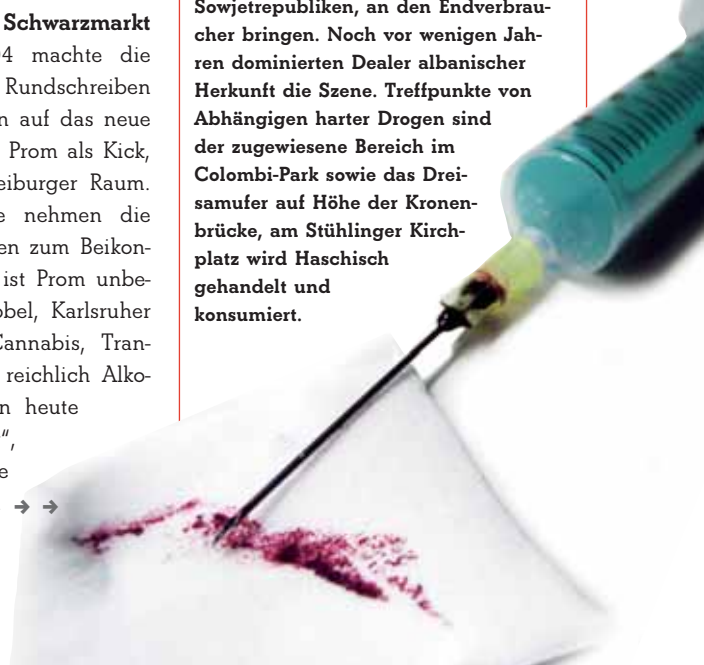 Schwarzmarkt
4 machte die
Rundschreiben
n auf das neue
Prom als Kick,
eiburger Raum.
e nehmen die
en zum Beikon-
ist Prom unbe-
bel, Karlsruher
Cannabis, Tran-
reichlich Alko-
n heute
“,
e
→ →
Sowjetrepubliken, an den Endverbrau-
cher bringen. Noch vor wenigen Jah-
ren dominierten Dealer albanischer
Herkunft die Szene. Treffpunkte von
Abhängigen harter Drogen sind
der zugewiesene Bereich im
Colombi-Park sowie das Drei-
samufer auf Höhe der Kronen-
brücke, am Stühlinger Kirch-
platz wird Haschisch
gehandelt und
konsumiert.